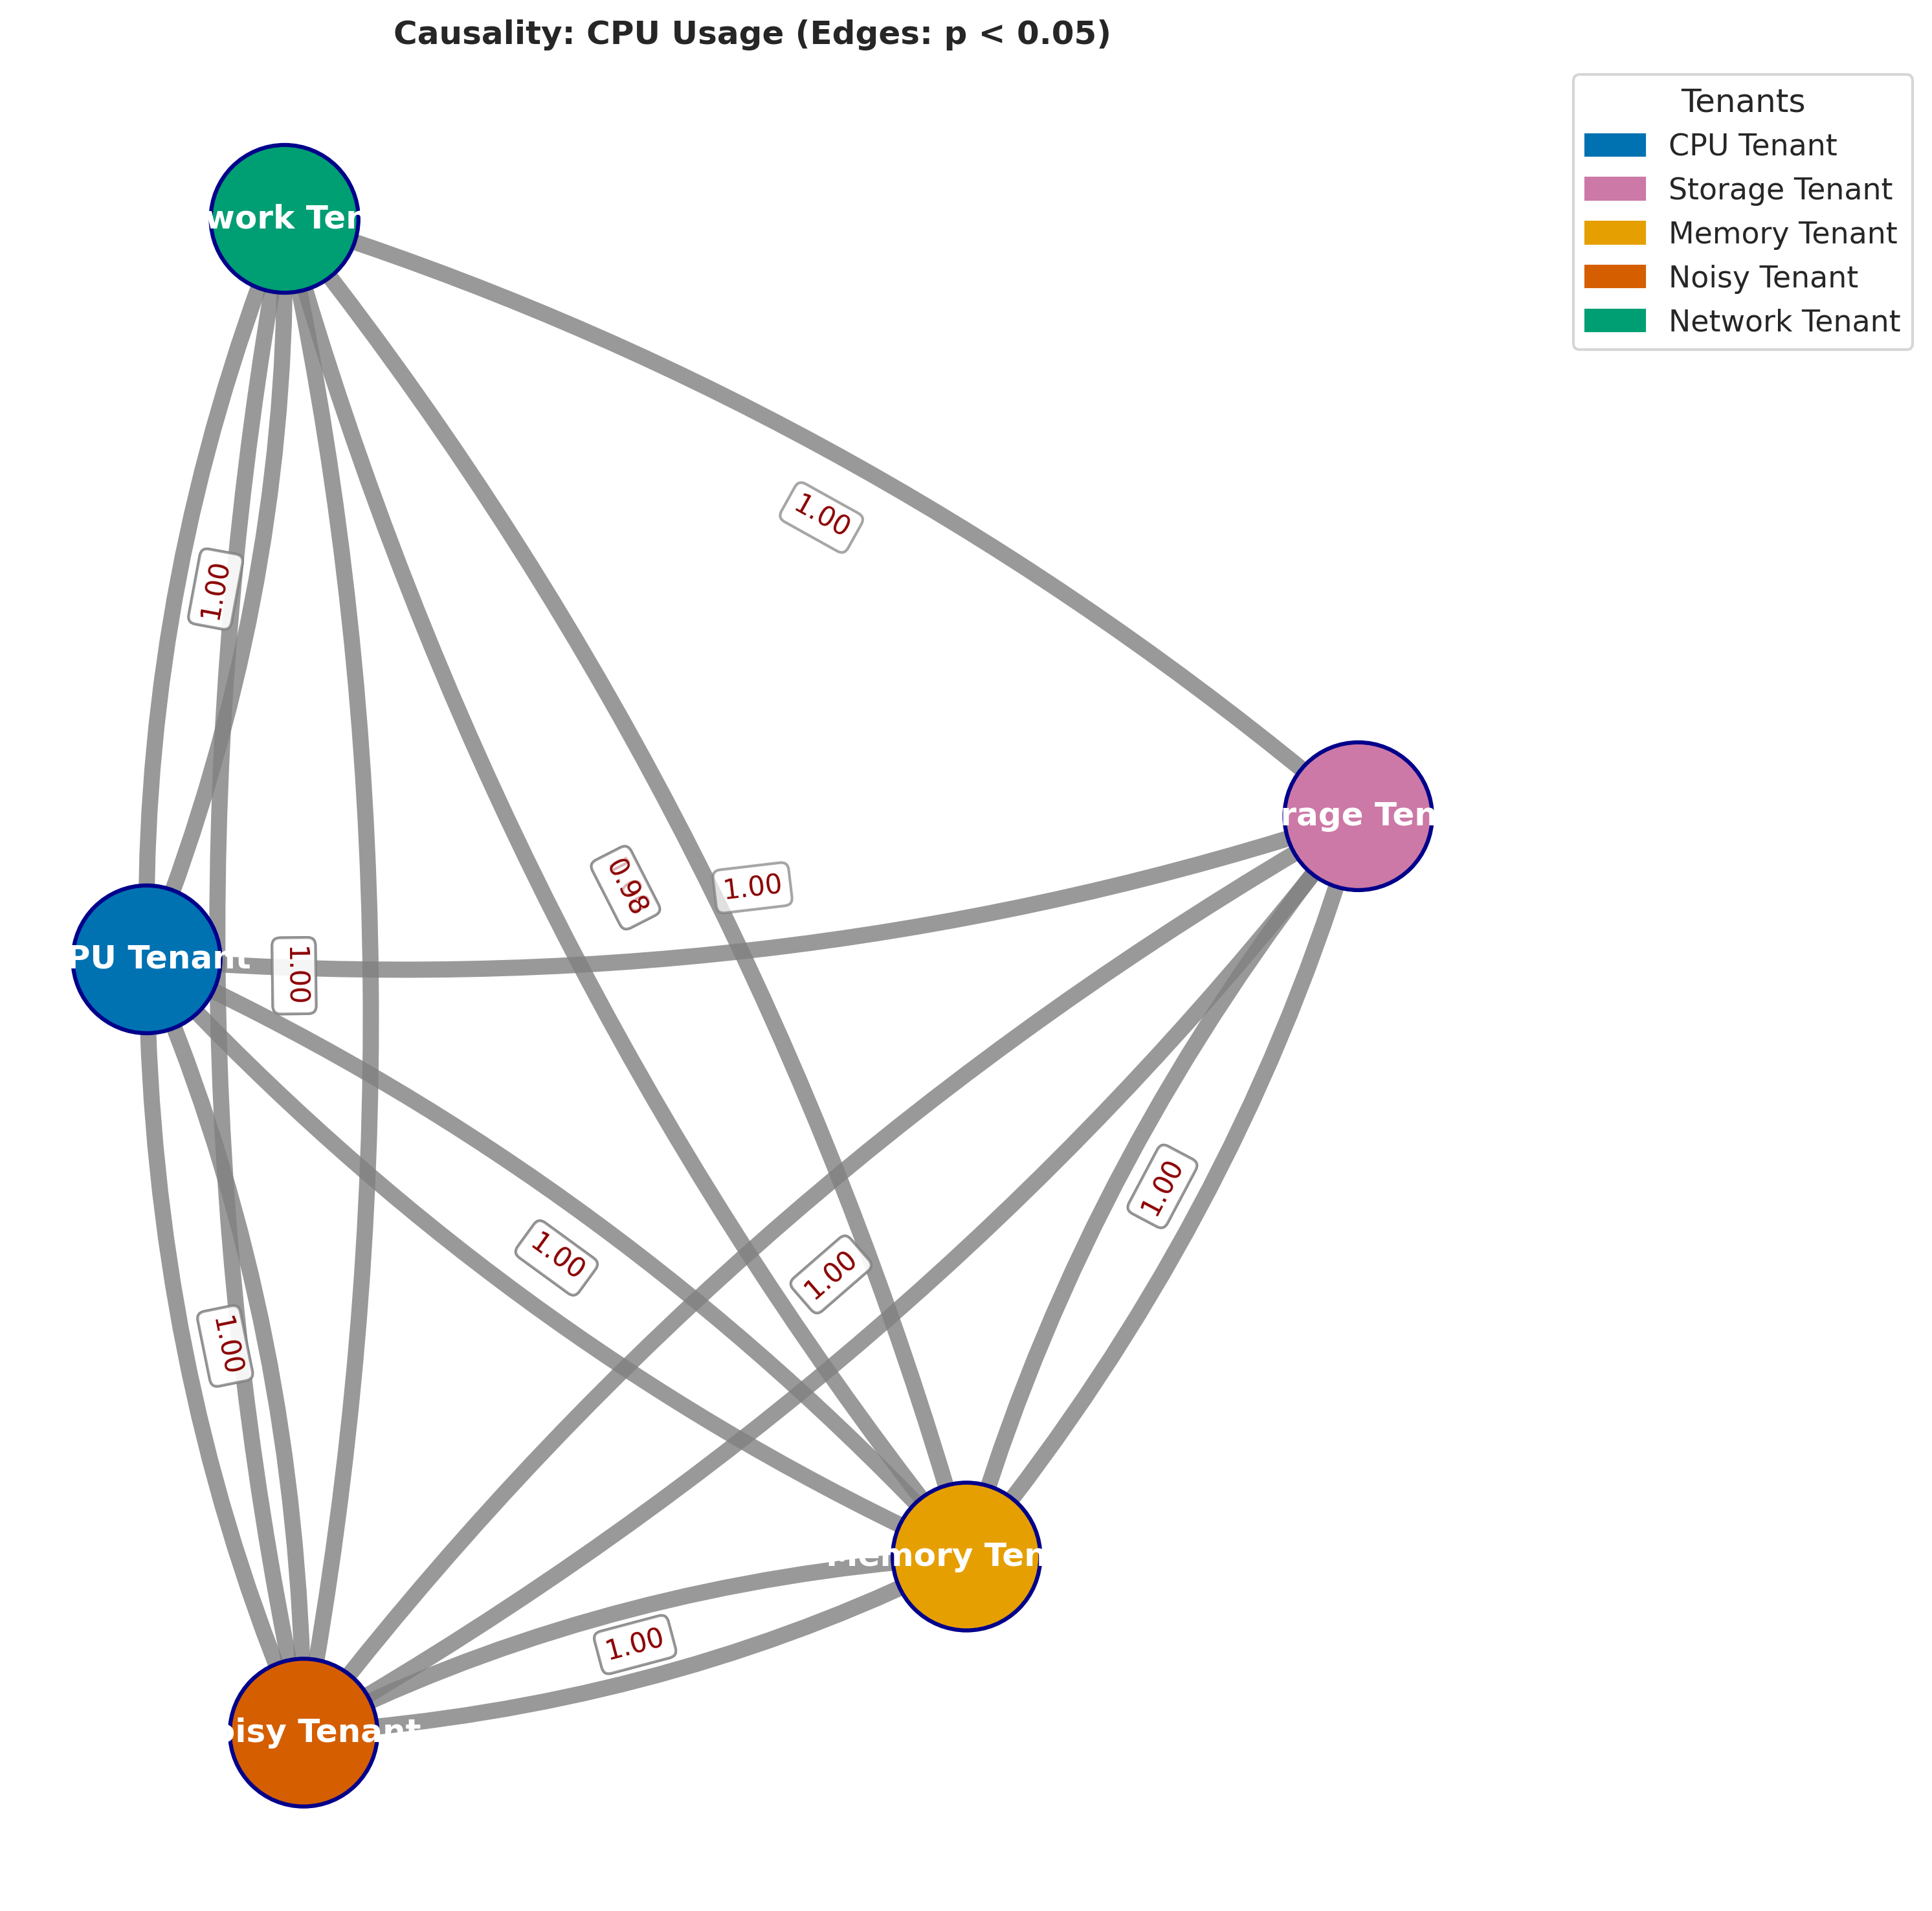 Causality: CPU Usage (Edges: p < 0.05)
Tenants
CPU Tenant
Storage Tenant
Memory Tenant
Noisy Tenant
Network Tenant
work Ten
1.00
1.00
rage Ten
0.98
1.00
PU Tenant
1.00
1.00
1.00
1.00
1.00
Memory Ten
1.00
oisy Tenant